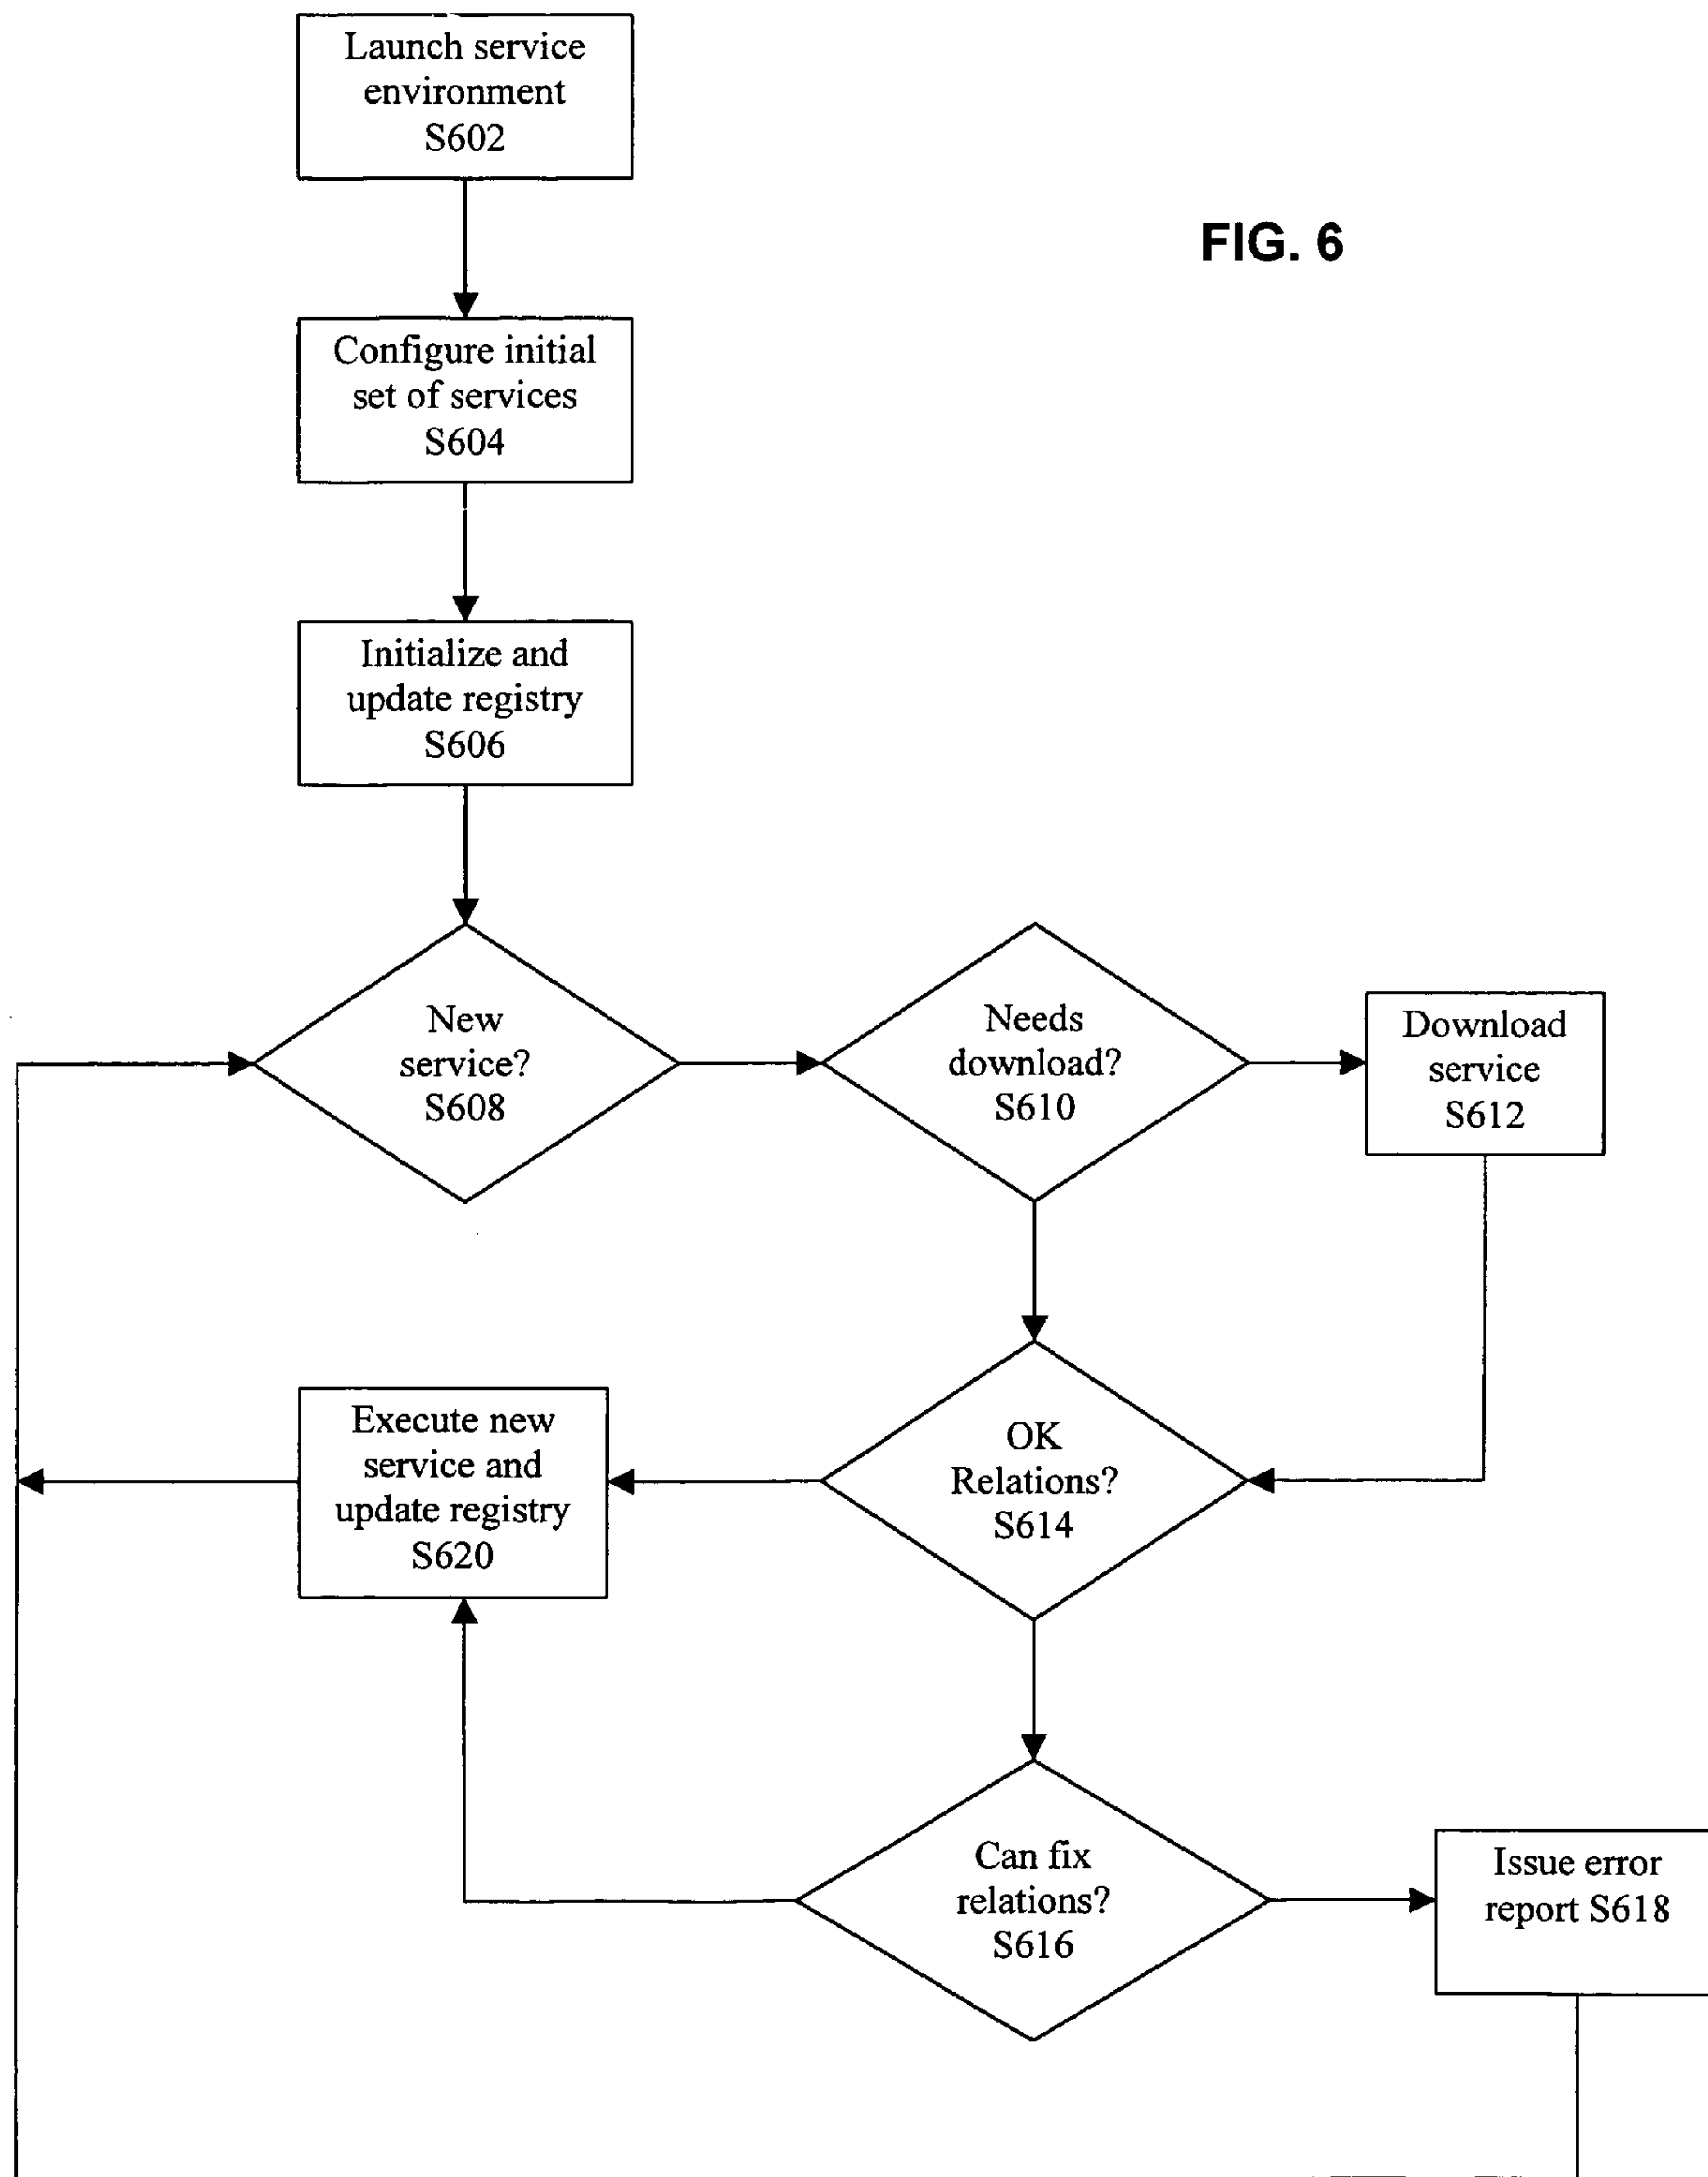 Launch service
environment
S602
FIG. 6
Configure initial
set of services
S604
Initialize and
update registry
S606
New
service?
S608
Needs
download?
S610
Download
service
S612
Execute new
service and
update registry
S620
OK
Relations?
S614
Can fix
relations?
S616
Issue error
report S618